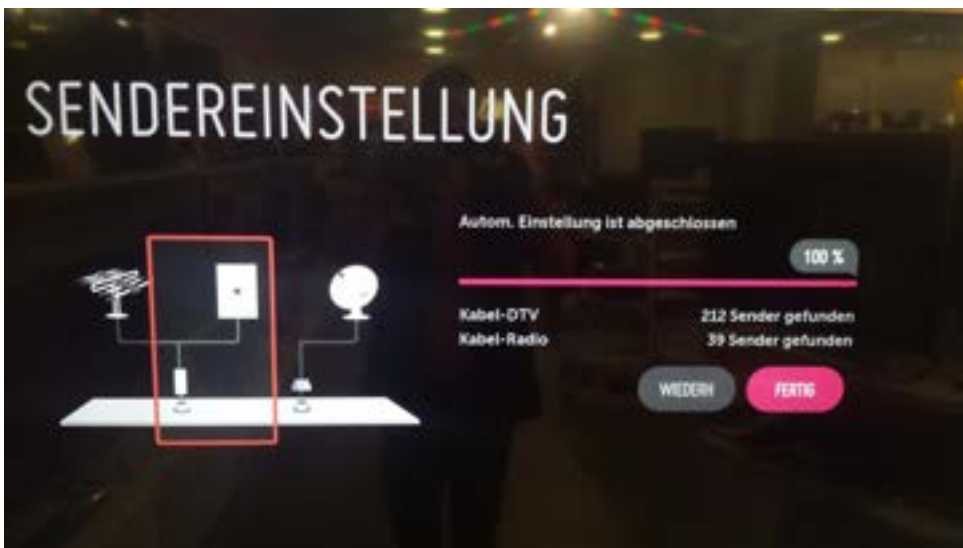 SENDEREINSTELLUNG
Autom. Einstellung ist abgeschlossen
100 %
Kabel-DTV 212 Sender gefunden
Kabel-Radio 39 Sender gefunden
WIEDERH FERTIG